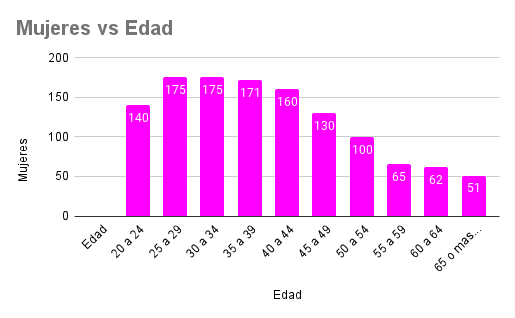 Mujeres vs Edad
200
150
100
50
0
Mujeres
140
175
175
171
160
130
100
65
62
51
Edad
20 a 24
25 a 29
30 a 34
35 a 39
40 a 44
45 a 49
50 a 54
55 a 59
60 a 64
65 o mas...
Edad